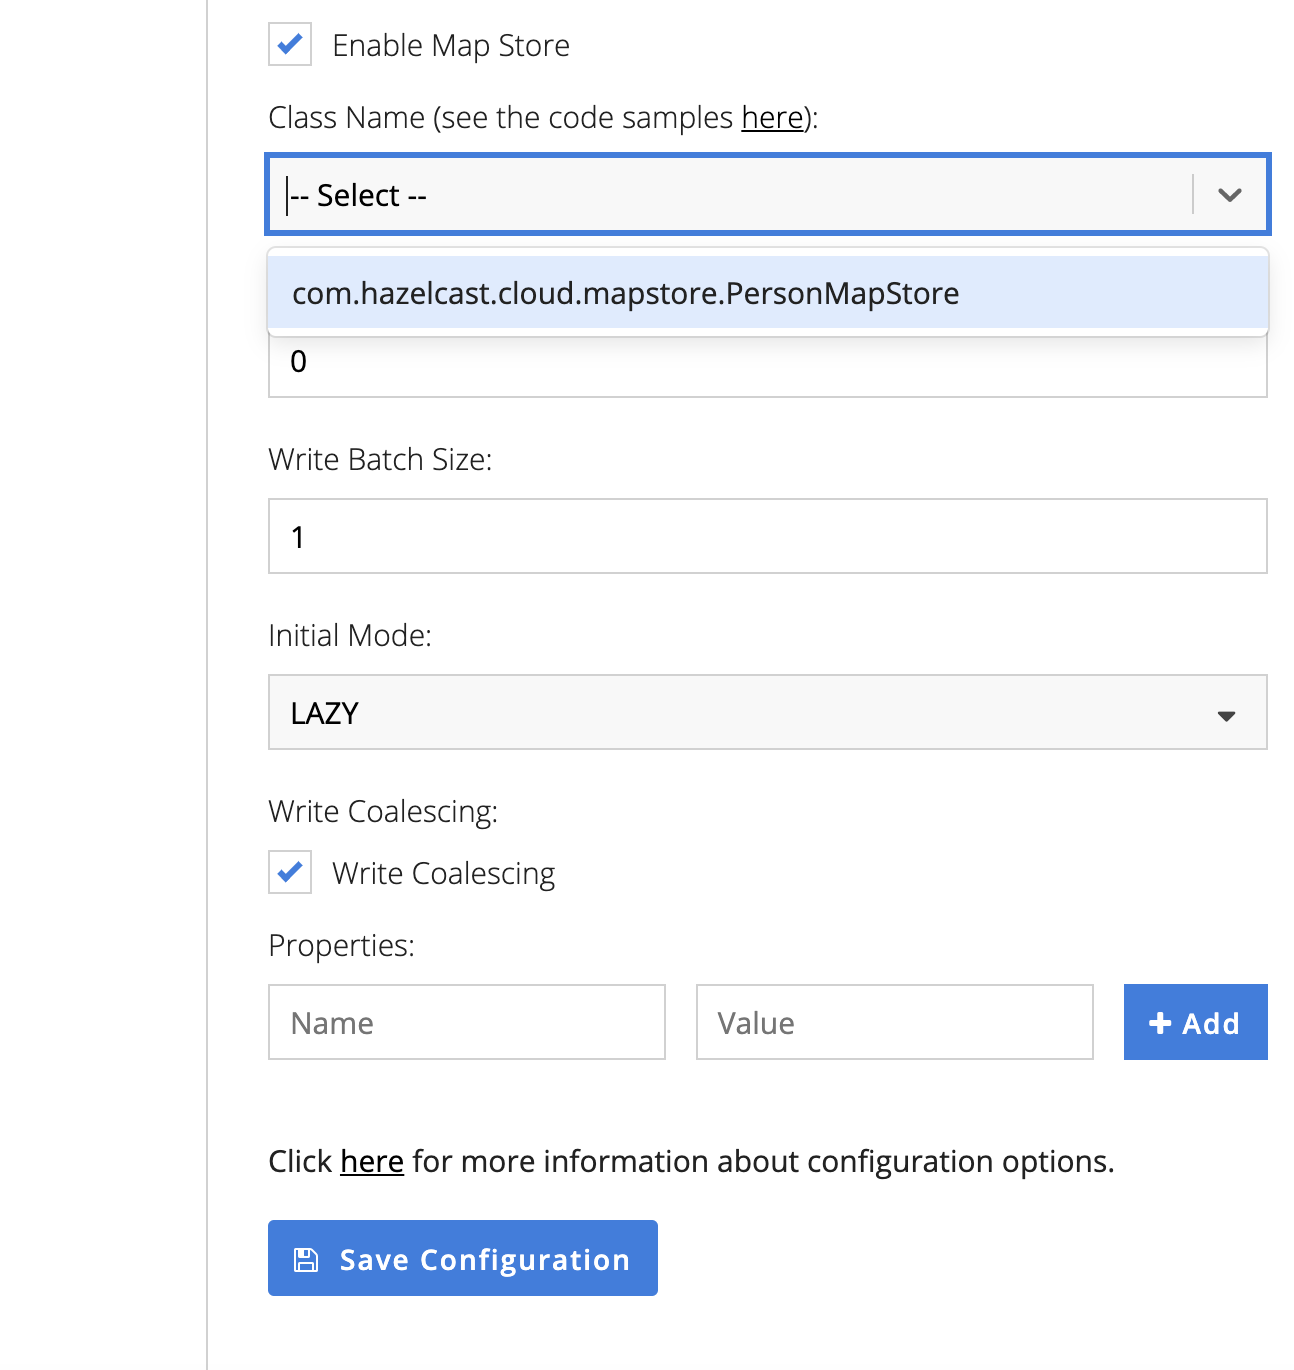 Enable Map Store
Class Name (see the code samples here):
-- Select --
com.hazelcast.cloud.mapstore.PersonMapStore
0
Write Batch Size:
1
Initial Mode:
LAZY
Write Coalescing:
Write Coalescing
Properties:
Name Value + Add
Click here for more information about configuration options.
Save Configuration